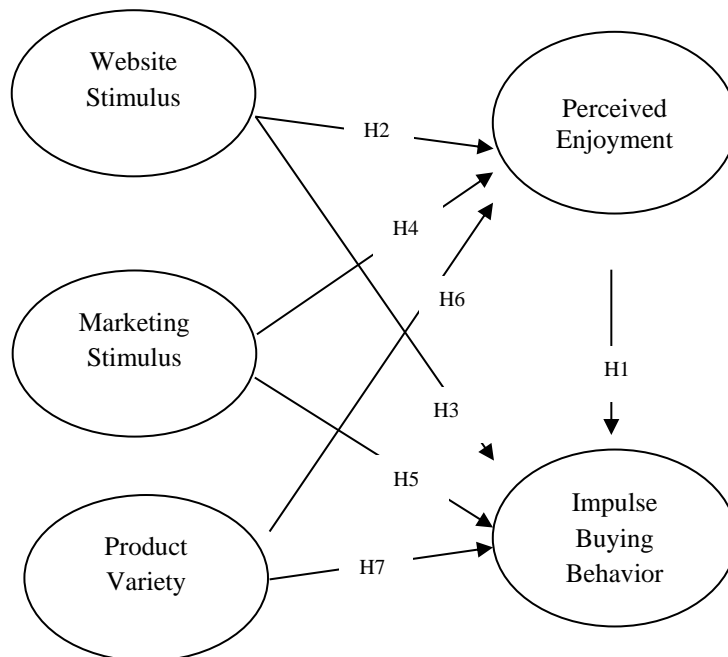 Website
Stimulus
Perceived
Enjoyment
H2
H4
H6
Marketing
Stimulus
H1
H3
H5
Impulse
Buying
Behavior
Product
Variety
H7